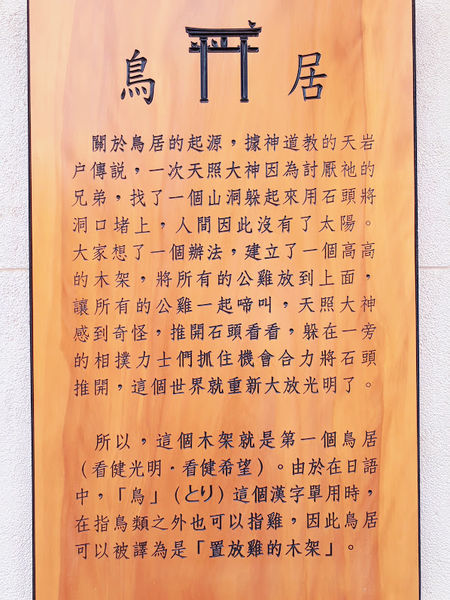 鳥居
關於鳥居的起源，據神道教的天岩
户傳說，一次天照大神因為討厭祂的
兄弟，找了一個山洞躲起來用石頭將
洞口堵上，人間因此沒有了太陽。
大家想了一個辦法，建立了一個高高
的木架，將所有的公雞放到上面，
讓所有的公雞一起啼叫，天照大神
感到奇怪，推開石頭看看，躲在一旁
的相撲力士們抓住機會合力將石頭
推開，這個世界就重新大放光明了。
所以，這個木架就是第一個鳥居
（看健光明・看健希望）。由於在日語
中，「鳥」（とり）這個漢字單用時，
在指鳥類之外也可以指雞，因此鳥居
可以被譯為是「置放雞的木架」。